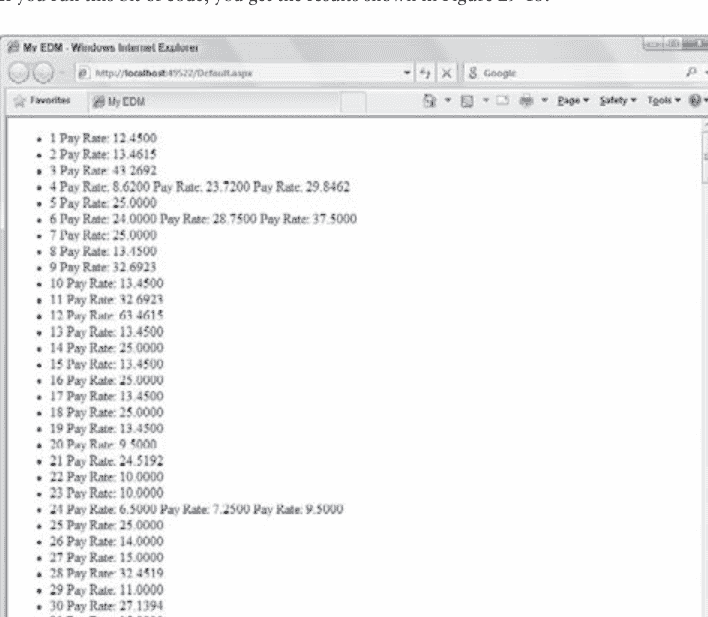 if you run this bit of code, you get the results shown in Figure 29-18.
My EDM - Windows Internet Explorer
http://localhost:49522/Default.aspx
Google
Favorites
My EDM
Page
Safety
Tools
• 1 Pay Rate: 12.4500
• 2 Pay Rate: 13.4615
• 3 Pay Rate: 43.2692
• 4 Pay Rate: 8.6200 Pay Rate: 23.7200 Pay Rate: 29.8462
• 5 Pay Rate: 25.0000
• 6 Pay Rate: 24.0000 Pay Rate: 28.7500 Pay Rate: 37.5000
• 7 Pay Rate: 25.0000
• 8 Pay Rate: 13.4500
• 9 Pay Rate: 32.6923
• 10 Pay Rate: 13.4500
• 11 Pay Rate: 32.6923
• 12 Pay Rate: 63.4615
• 13 Pay Rate: 13.4500
• 14 Pay Rate: 25.0000
• 15 Pay Rate: 13.4500
• 16 Pay Rate: 25.0000
• 17 Pay Rate: 13.4500
• 18 Pay Rate: 25.0000
• 19 Pay Rate: 13.4500
• 20 Pay Rate: 9.5000
• 21 Pay Rate: 24.5192
• 22 Pay Rate: 10.0000
• 23 Pay Rate: 10.0000
• 24 Pay Rate: 6.5000 Pay Rate: 7.2500 Pay Rate: 9.5000
• 25 Pay Rate: 25.0000
• 26 Pay Rate: 14.0000
• 27 Pay Rate: 15.0000
• 28 Pay Rate: 32.4519
• 29 Pay Rate: 11.0000
• 30 Pay Rate: 27.1394